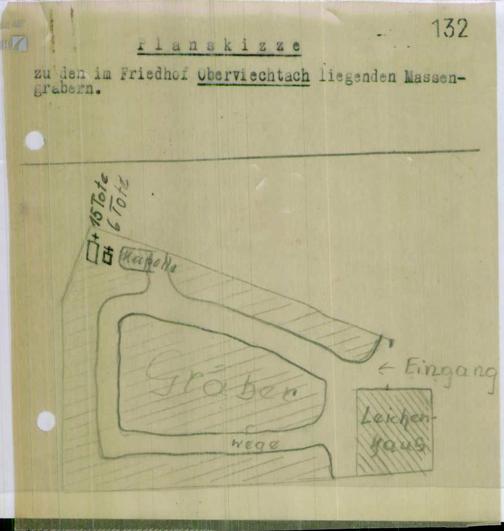 132
Planskizze
zu den im Friedhof Oberviechtach liegenden Massen-
gräbern.
15 Tote
6 Tote
Kapelle
← Eingang
Gräber
Leichen-
haus
Wege